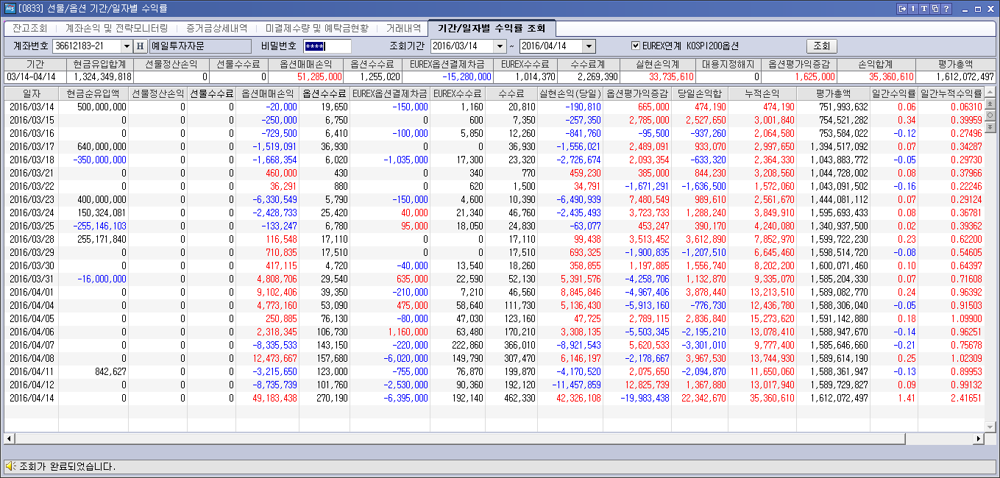 [0833] 선물/옵션 기간/일자별 수익률
잔고조회 | 계좌손익 및 전략모니터링 | 증거금상세내역 | 미결제수량 및 예탁금현황 | 거래내역 | 기간/일자별 수익률 조회
계좌번호 36612183-21 H 예일투자자문 비밀번호 **** 조회기간 2016/03/14 ~ 2016/04/14 EUREX연계 KOSPI200옵션 조회
기간 현금유입합계 선물정산손익 선물수수료 옵션매매손익 옵션수수료 EUREX옵션결제차금 EUREX수수료 수수료계 실현손익계 대용지정해지 옵션평가익증감 손익합계 평가총액
03/14~04/14 1,324,349,818 0 0 51,285,000 1,255,020 -15,280,000 1,014,370 2,269,390 33,735,610 0 1,625,000 35,360,610 1,612,072,497
일자 현금순유입액 선물정산손익 선물수수료 옵션매매손익 옵션수수료 EUREX옵션결제차금 EUREX수수료 수수료 실현손익(당일) 옵션평가익증감 당일손익합 누적손익 평가총액 일간수익률 일간누적수익률
2016/03/14 500,000,000 0 0 -20,000 19,650 -150,000 1,160 20,810 -190,810 665,000 474,190 474,190 751,993,632 0.06 0.06310
2016/03/15 0 0 0 -250,000 6,750 0 600 7,350 -257,350 2,785,000 2,527,650 3,001,840 754,521,282 0.34 0.39959
2016/03/16 0 0 0 -729,500 6,410 -100,000 5,850 12,260 -841,760 -95,500 -937,260 2,064,580 753,584,022 -0.12 0.27496
2016/03/17 640,000,000 0 0 -1,519,091 36,930 0 0 36,930 -1,556,021 2,489,091 933,070 2,997,650 1,394,517,092 0.07 0.34287
2016/03/18 -350,000,000 0 0 -1,668,354 6,020 -1,035,000 17,300 23,320 -2,726,674 2,093,354 -633,320 2,364,330 1,043,883,772 -0.05 0.29730
2016/03/21 0 0 0 460,000 430 0 340 770 459,230 385,000 844,230 3,208,560 1,044,728,002 0.08 0.37966
2016/03/22 0 0 0 36,291 880 0 620 1,500 34,791 -1,671,291 -1,636,500 1,572,060 1,043,091,502 -0.16 0.22246
2016/03/23 400,000,000 0 0 -6,330,549 5,790 -150,000 4,600 10,390 -6,490,939 7,480,549 989,610 2,561,670 1,444,081,112 0.07 0.29124
2016/03/24 150,324,081 0 0 -2,428,733 25,420 40,000 21,340 46,760 -2,435,493 3,723,733 1,288,240 3,849,910 1,595,693,433 0.08 0.36781
2016/03/25 -255,146,103 0 0 -133,247 6,780 95,000 18,050 24,830 -63,077 453,247 390,170 4,240,080 1,340,937,500 0.02 0.39362
2016/03/28 255,171,840 0 0 116,548 17,110 0 0 17,110 99,438 3,513,452 3,612,890 7,852,970 1,599,722,230 0.23 0.62200
2016/03/29 0 0 0 710,835 17,510 0 0 17,510 693,325 -1,900,835 -1,207,510 6,645,460 1,598,514,720 -0.08 0.54605
2016/03/30 0 0 0 417,115 4,720 -40,000 13,540 18,260 358,855 1,197,885 1,556,740 8,202,200 1,600,071,460 0.10 0.64397
2016/03/31 -16,000,000 0 0 4,808,706 29,540 635,000 22,590 52,130 5,391,576 -4,258,706 1,132,870 9,335,070 1,585,204,330 0.07 0.71608
2016/04/01 0 0 0 9,102,406 39,350 -210,000 7,210 46,560 8,845,846 -4,967,406 3,878,440 13,213,510 1,589,082,770 0.24 0.96392
2016/04/04 0 0 0 4,773,160 53,090 475,000 58,640 111,730 5,136,430 -5,913,160 -776,730 12,436,780 1,588,306,040 -0.05 0.91503
2016/04/05 0 0 0 250,885 76,130 -80,000 47,030 123,160 47,725 2,789,115 2,836,840 15,273,620 1,591,142,880 0.18 1.09900
2016/04/06 0 0 0 2,318,345 106,730 1,160,000 63,480 170,210 3,308,135 -5,503,345 -2,195,210 13,078,410 1,588,947,670 -0.14 0.96251
2016/04/07 0 0 0 -8,335,533 143,150 -220,000 222,860 366,010 -8,921,543 5,620,533 -3,301,010 9,777,400 1,585,646,660 -0.21 0.75678
2016/04/08 0 0 0 12,473,667 157,680 -6,020,000 149,790 307,470 6,146,197 -2,178,667 3,967,530 13,744,930 1,589,614,190 0.25 1.02309
2016/04/11 842,627 0 0 -3,215,650 123,000 -755,000 76,870 199,870 -4,170,520 2,075,650 -2,094,870 11,650,060 1,588,361,947 -0.13 0.89953
2016/04/12 0 0 0 -8,735,739 101,760 -2,530,000 90,360 192,120 -11,457,859 12,825,739 1,367,880 13,017,940 1,589,729,827 0.09 0.99132
2016/04/14 0 0 0 49,183,438 270,190 -6,395,000 192,140 462,330 42,326,108 -19,983,438 22,342,670 35,360,610 1,612,072,497 1.41 2.41651
조회가 완료되었습니다.